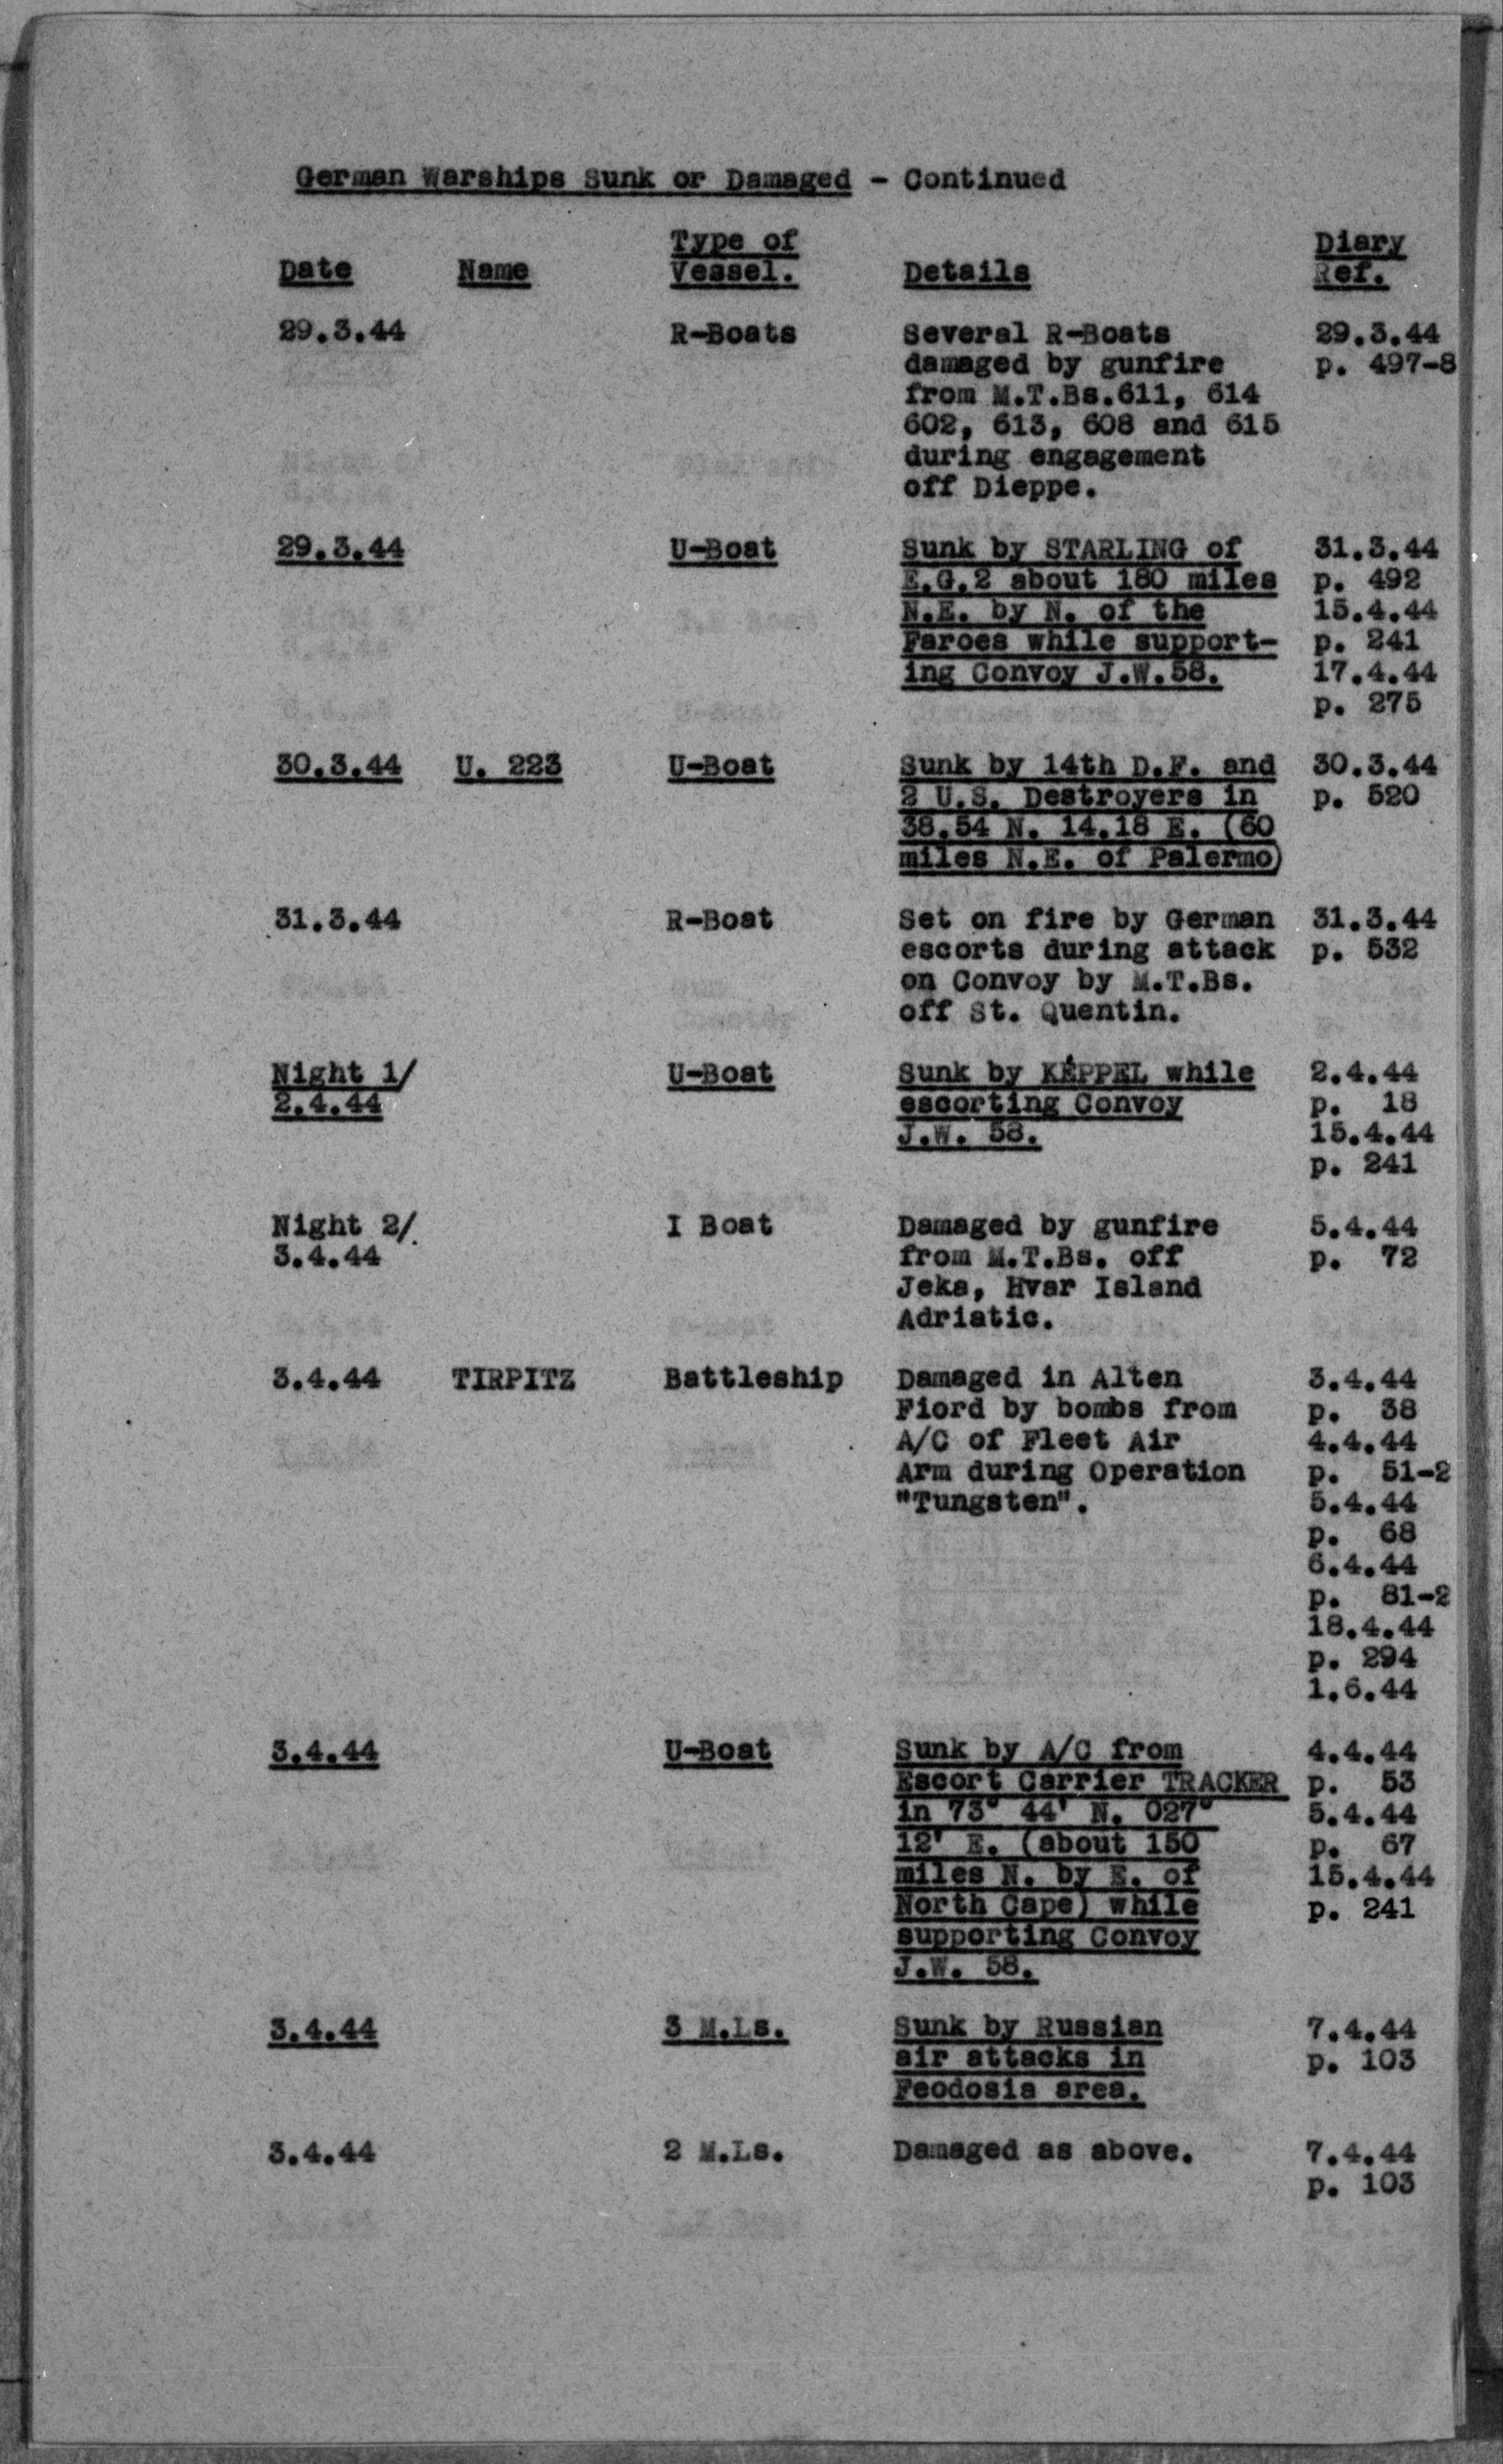 German Warships Sunk or Damaged - Continued
Date Name Type of Vessel. Details Diary Ref.
29.3.44 R-Boats Several R-Boats 29.3.44
damaged by gunfire p. 497-8
from M.T.Bs.611, 614
602, 613, 608 and 615
during engagement
off Dieppe.
29.3.44 U-Boat Sunk by STARLING of 31.3.44
E.G.2 about 180 miles p. 492
N.E. by N. of the 15.4.44
Faroes while support- p. 241
ing Convoy J.W.58. 17.4.44
p. 275
30.3.44 U. 223 U-Boat Sunk by 14th D.F. and 30.3.44
2 U.S. Destroyers in p. 520
38.54 N. 14.18 E. (60
miles N.E. of Palermo)
31.3.44 R-Boat Set on fire by German 31.3.44
escorts during attack p. 532
on Convoy by M.T.Bs.
off St. Quentin.
Night 1/ U-Boat Sunk by KEPPEL while 2.4.44
2.4.44 escorting Convoy p. 18
J.W. 58. 15.4.44
p. 241
Night 2/ I Boat Damaged by gunfire 5.4.44
3.4.44 from M.T.Bs. off p. 72
Jeka, Hvar Island
Adriatic.
3.4.44 TIRPITZ Battleship Damaged in Alten 3.4.44
Fiord by bombs from p. 38
A/C of Fleet Air 4.4.44
Arm during Operation p. 51-2
"Tungsten". 5.4.44
p. 68
6.4.44
p. 81-2
18.4.44
p. 294
1.6.44
3.4.44 U-Boat Sunk by A/C from 4.4.44
Escort Carrier TRACKER p. 53
in 73° 44' N. 027° 5.4.44
12' E. (about 150 p. 67
miles N. by E. of 15.4.44
North Cape) while p. 241
supporting Convoy
J.W. 58.
3.4.44 3 M.Ls. Sunk by Russian 7.4.44
air attacks in p. 103
Feodosia area.
3.4.44 2 M.Ls. Damaged as above. 7.4.44
p. 103